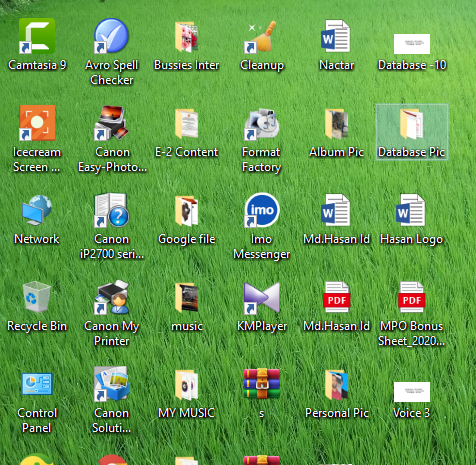 Camtasia 9
Avro Spell
Checker
Bussies Inter
Cleanup
Nactar
Database -10
Icecream
Screen ...
Canon
Easy-Photo...
E-2 Content
Format
Factory
Album Pic
Database Pic
Network
Canon
iP2700 seri...
Google file
imo
Imo
Messenger
Md.Hasan Id
Hasan Logo
Recycle Bin
Canon My
Printer
music
KMPlayer
PDF
Md.Hasan Id
PDF
MPO Bonus
Sheet_2020...
Control
Panel
Canon
Soluti...
MY MUSIC
s
Personal Pic
Voice 3